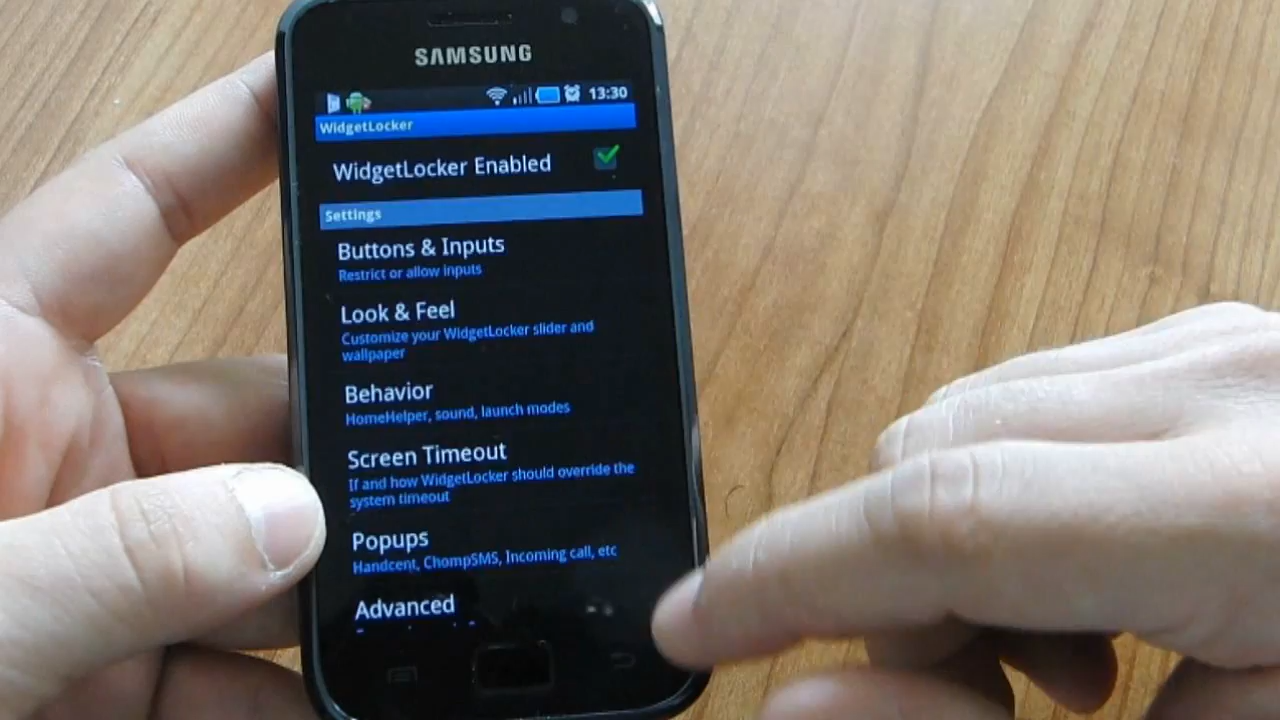 SAMSUNG
13:30
WidgetLocker
WidgetLocker Enabled
Settings
Buttons & Inputs
Restrict or allow inputs
Look & Feel
Customize your WidgetLocker slider and
wallpaper
Behavior
HomeHelper, sound, launch modes
Screen Timeout
If and how WidgetLocker should override the
system timeout
Popups
Handcent, ChompSMS, Incoming call, etc
Advanced